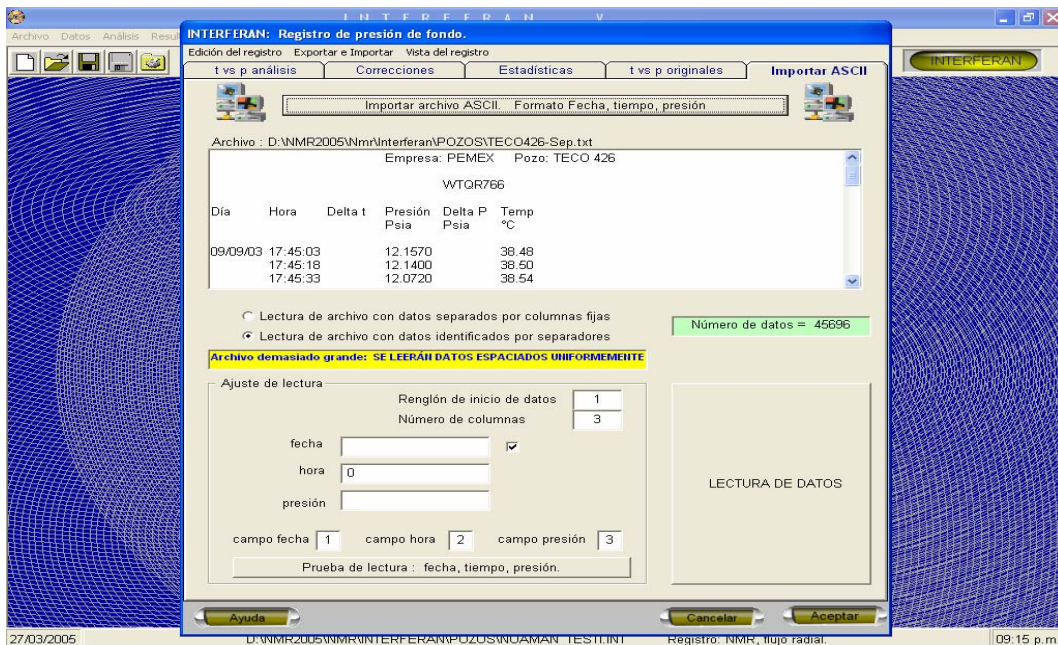 INTERFERAN V
Archivo Datos Análisis Resul
INTERFERAN
INTERFERAN: Registro de presión de fondo.
Edición del registro Exportar e Importar Vista del registro
t vs p análisis Correcciones Estadísticas t vs p originales Importar ASCII
Importar archivo ASCII. Formato Fecha, tiempo, presión
Archivo : D:\NMR2005\Nmr\Interferan\POZOS\TECO426-Sep.txt
Empresa: PEMEX Pozo: TECO 426
WTQR766
Día Hora Delta t Presión Delta P Temp
Psia Psia °C
09/09/03 17:45:03 12.1570 38.48
17:45:18 12.1400 38.50
17:45:33 12.0720 38.54
Lectura de archivo con datos separados por columnas fijas
Lectura de archivo con datos identificados por separadores
Número de datos = 45696
Archivo demasiado grande: SE LEERÁN DATOS ESPACIADOS UNIFORMEMENTE
Ajuste de lectura
Renglón de inicio de datos 1
Número de columnas 3
fecha
hora 0
presión
campo fecha 1 campo hora 2 campo presión 3
Prueba de lectura : fecha, tiempo, presión.
LECTURA DE DATOS
Ayuda Cancelar Aceptar
27/03/2005 D:\NMR2005\NMR\INTERFERAN\POZOS\NOAMAN_TEST1.INT Registro: NMR, flujo radial. 09:15 p.m.